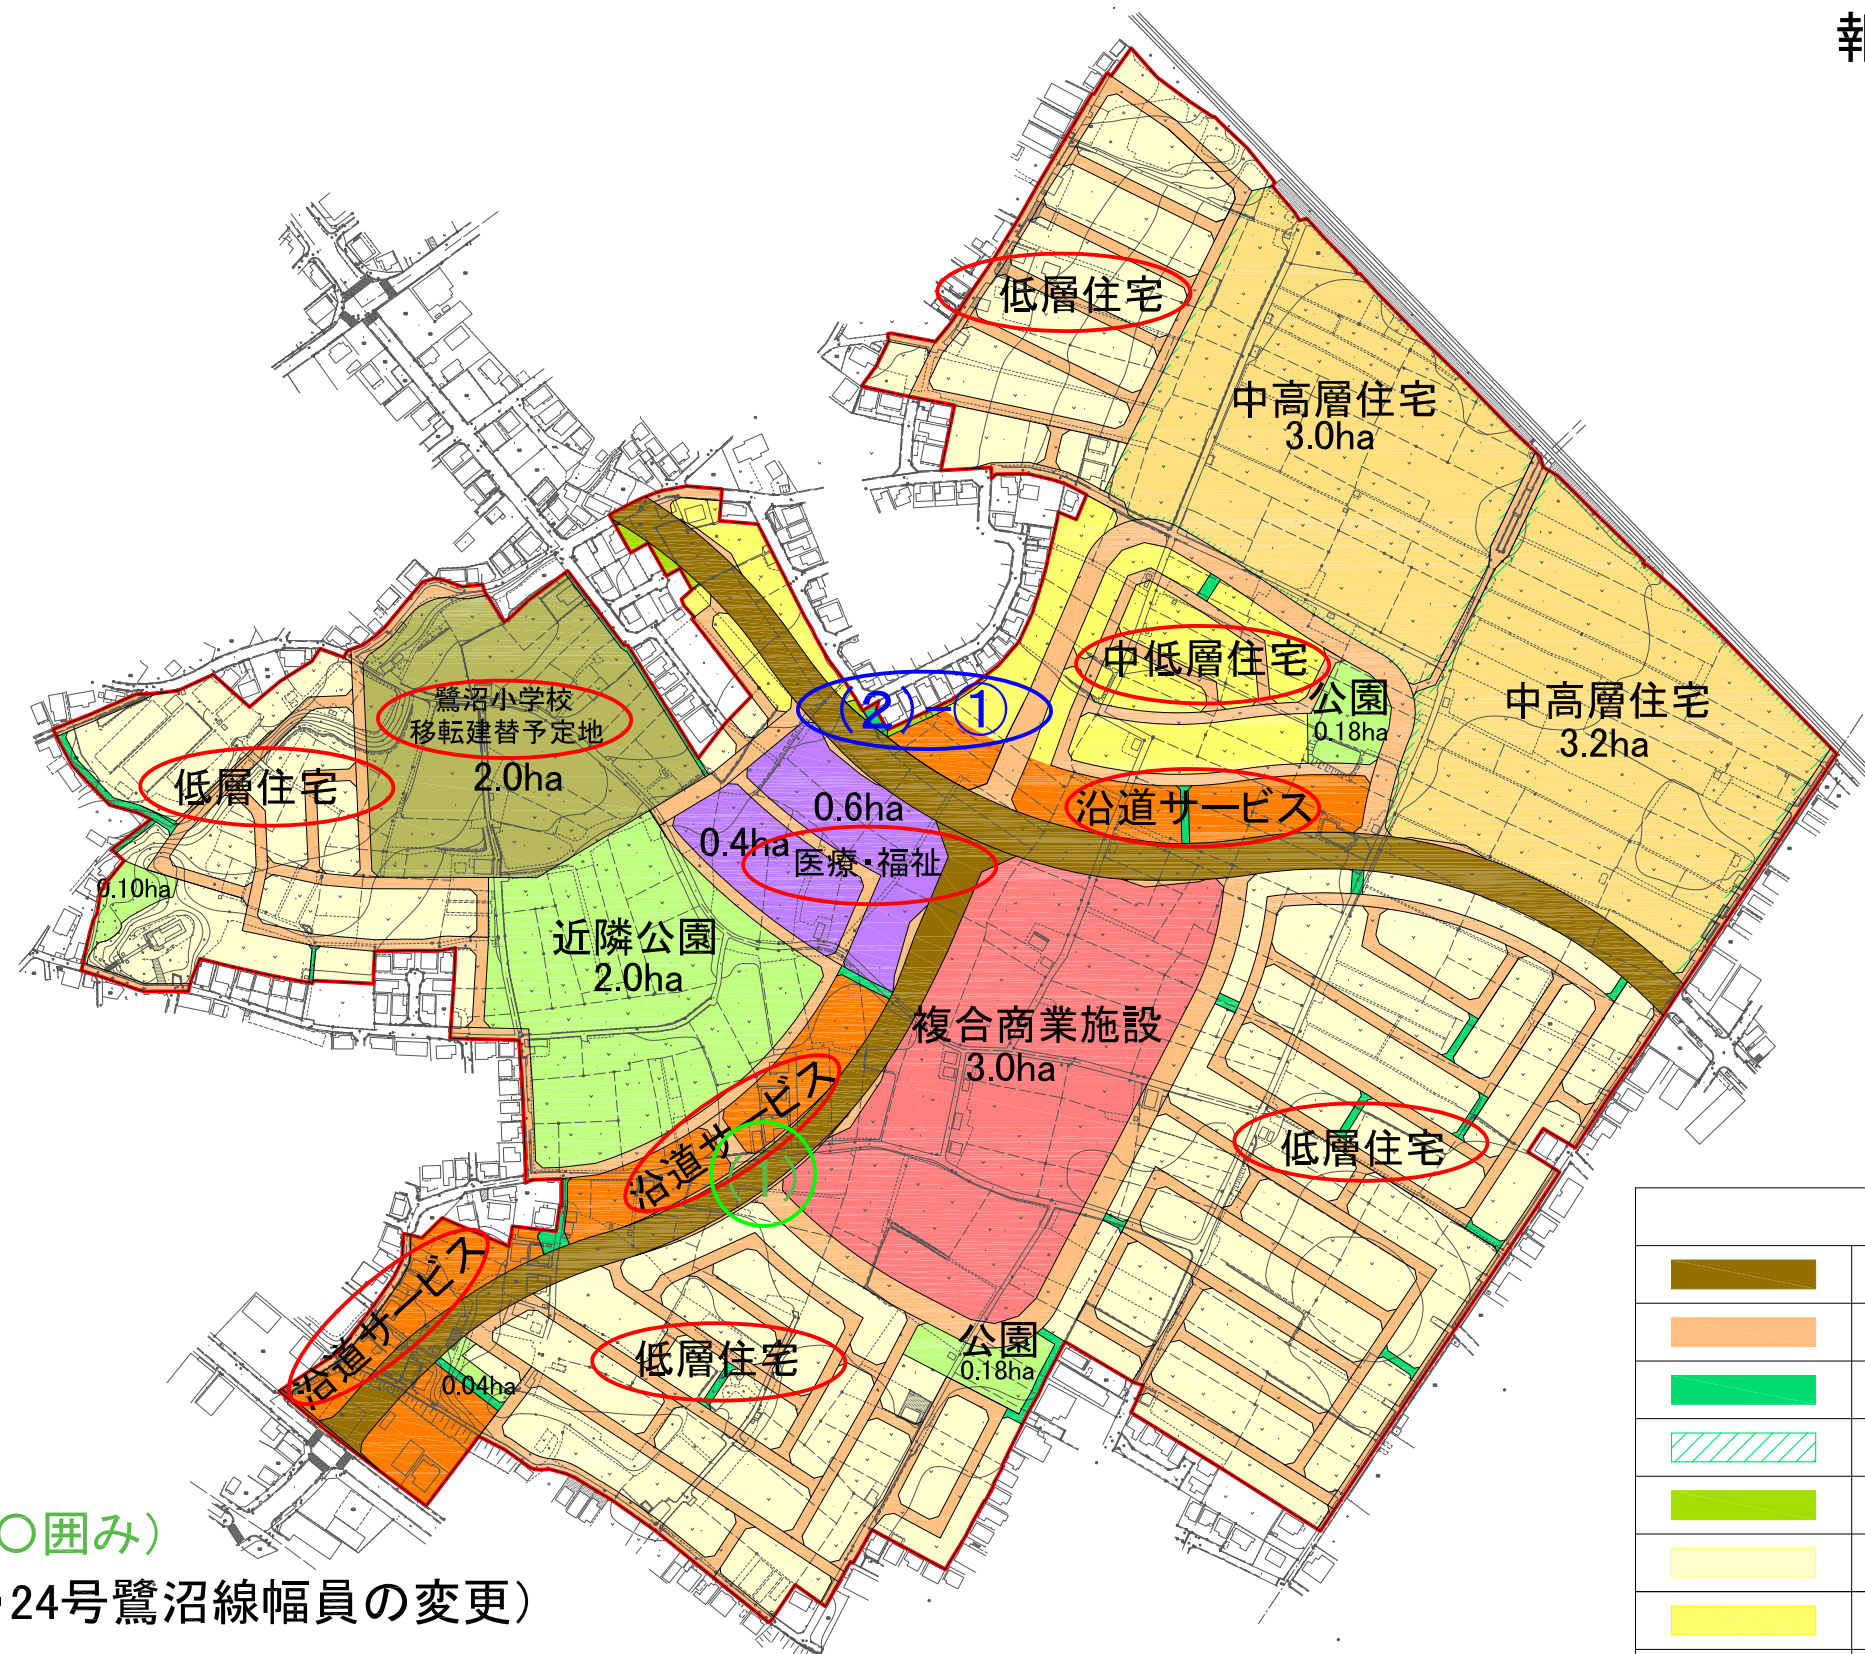 低層住宅
中高層住宅
3.0ha
中低層住宅
公園
0.18ha
中高層住宅
3.2ha
(2)-①
鷺沼小学校
移転建替予定地
2.0ha
低層住宅
0.6ha
0.4ha
医療・福祉
沿道サービス
0.10ha
近隣公園
2.0ha
複合商業施設
3.0ha
沿道サービス
(1)
低層住宅
沿道サービス
低層住宅
公園
0.18ha
0.04ha
○囲み）
24号鷺沼線幅員の変更）